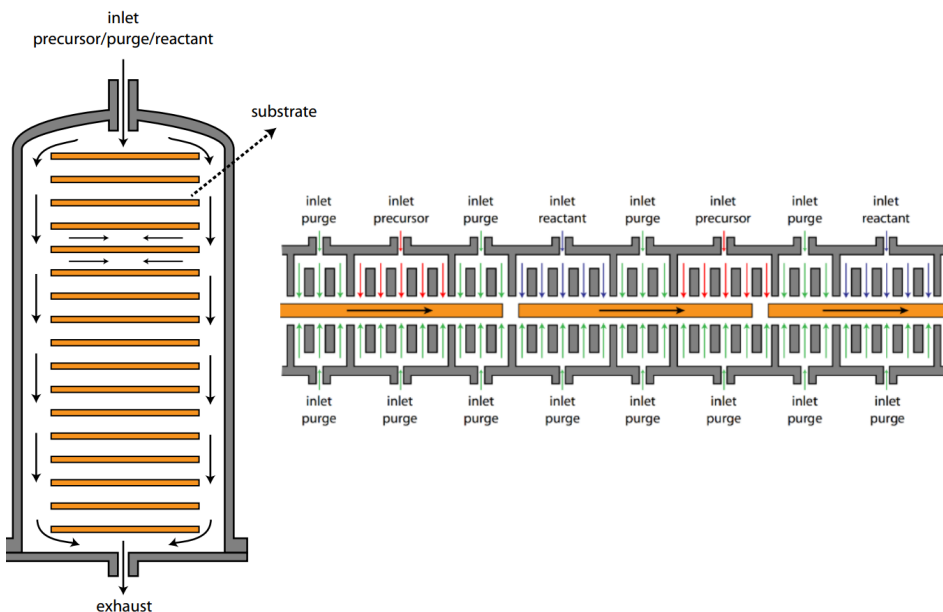 inlet
precursor/purge/reactant
substrate
exhaust
inlet inlet inlet inlet inlet inlet inlet inlet
purge precursor purge reactant purge precursor purge reactant
inlet inlet inlet inlet inlet inlet inlet inlet
purge purge purge purge purge purge purge purge